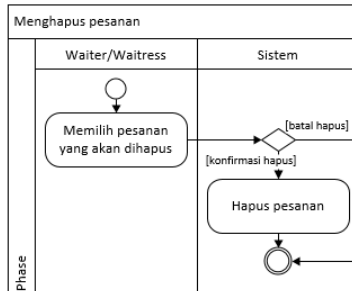 Menghapus pesanan
Waiter/Waitress
Sistem
Memilih pesanan
yang akan dihapus
[batal hapus]
[konfirmasi hapus]
Hapus pesanan
Phase